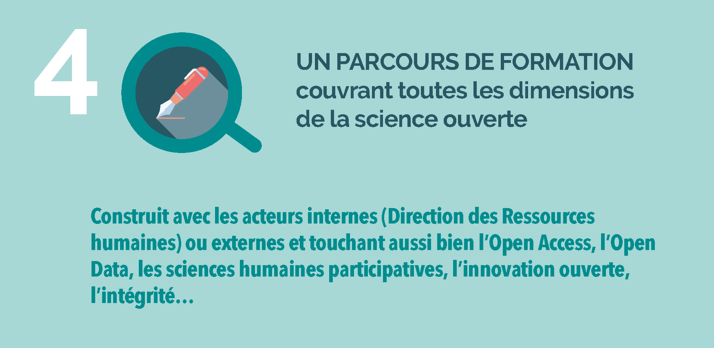 4
UN PARCOURS DE FORMATION
couvrant toutes les dimensions
de la science ouverte
Construit avec les acteurs internes (Direction des Ressources
humaines) ou externes et touchant aussi bien l’Open Access, l’Open
Data, les sciences humaines participatives, l’innovation ouverte,
l’intégrité…